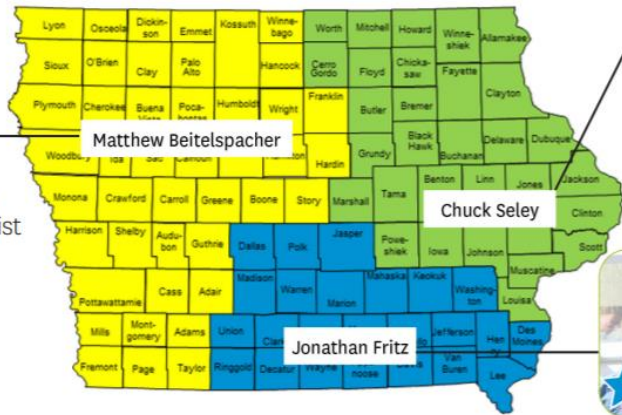 Lyon Osceola Dickin-
son Emmet Kossuth Winne-
bago Worth Mitchell Howard Winne-
shiek Allamakee
Sioux O'Brien Clay Palo
Alto Hancock Cerro
Gordo Floyd Chicka-
saw Fayette Clayton
Plymouth Cherokee Buena Poca- Humboldt Wright Franklin Butler Bremer
Matthew Beitelspacher
Hardin Grundy Black
Hawk Buchanan Delaware Dubuque
Monona Crawford Carroll Greene Boone Story Marshall Tama Benton Linn Jones Jackson
ist
Chuck Seley
Clinton
Harrison Shelby Audu-
bon Guthrie Dallas Polk Jasper Powe-
shiek Iowa Johnson Scott
Muscatine
Pottawattamie Cass Adair Madison Warren Marion Mahaska Keokuk Washing-
ton Louisa
Mills Mont-
gomery Adams Union Jefferson Des
Moines
Jonathan Fritz
Fremont Page Taylor Ringgold Decatur Van
Buren Lee